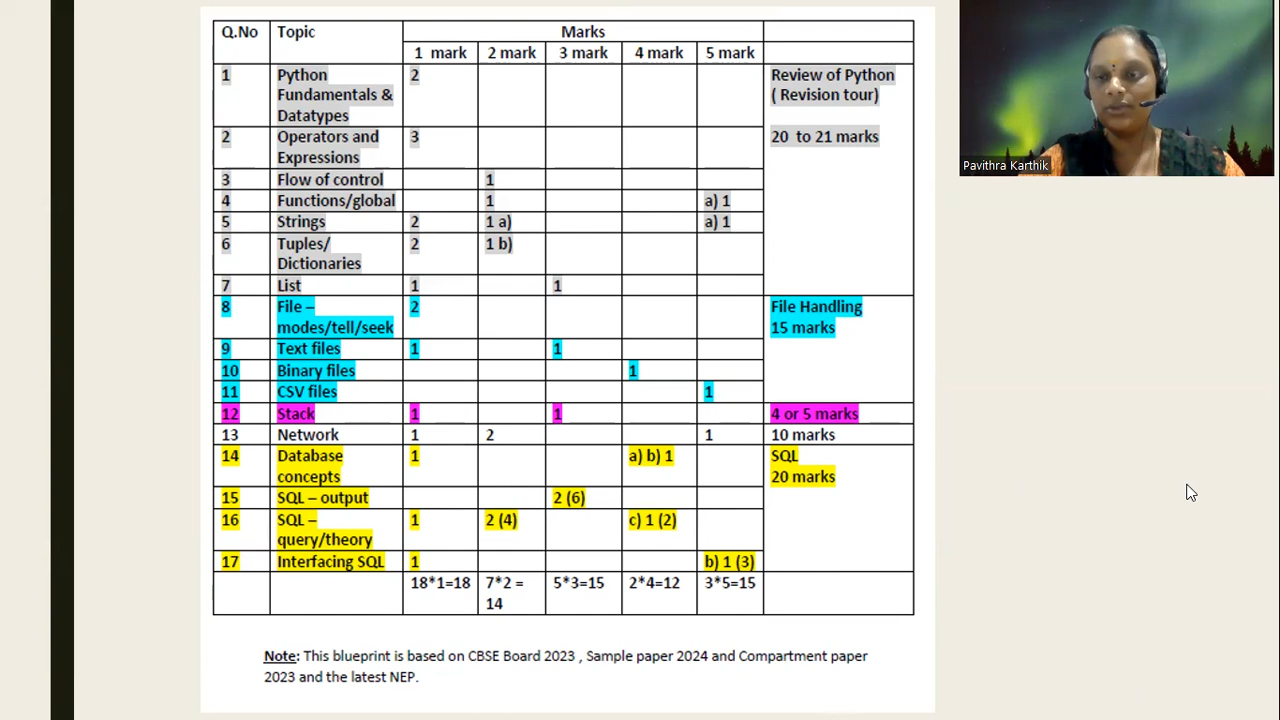 Q.No Topic Marks
1 mark 2 mark 3 mark 4 mark 5 mark
1 Python 2 Review of Python
Fundamentals & ( Revision tour)
Datatypes
2 Operators and 3 20 to 21 marks
Expressions
3 Flow of control 1
4 Functions/global 1 a) 1
5 Strings 2 1 a) a) 1
6 Tuples/ 2 1 b)
Dictionaries
7 List 1 1
8 File – 2 File Handling
modes/tell/seek 15 marks
9 Text files 1 1
10 Binary files 1
11 CSV files 1
12 Stack 1 1 4 or 5 marks
13 Network 1 2 1 10 marks
14 Database 1 a) b) 1 SQL
concepts 20 marks
15 SQL – output 2 (6)
16 SQL – 1 2 (4) c) 1 (2)
query/theory
17 Interfacing SQL 1 b) 1 (3)
18*1=18 7*2 = 5*3=15 2*4=12 3*5=15
14
Note: This blueprint is based on CBSE Board 2023 , Sample paper 2024 and Compartment paper
2023 and the latest NEP.
Pavithra Karthik